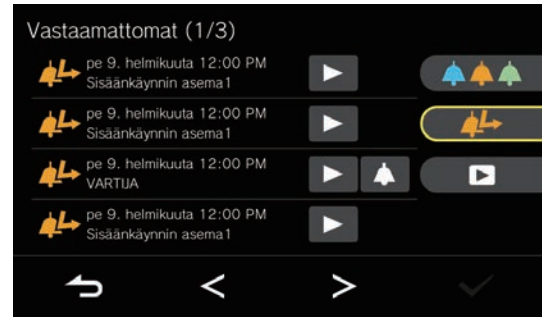 Vastaamattomat (1/3)
pe 9. helmikuuta 12:00 PM
Sisäänkäynnin asema1
pe 9. helmikuuta 12:00 PM
Sisäänkäynnin asema1
pe 9. helmikuuta 12:00 PM
VARTIJA
pe 9. helmikuuta 12:00 PM
Sisäänkäynnin asema1